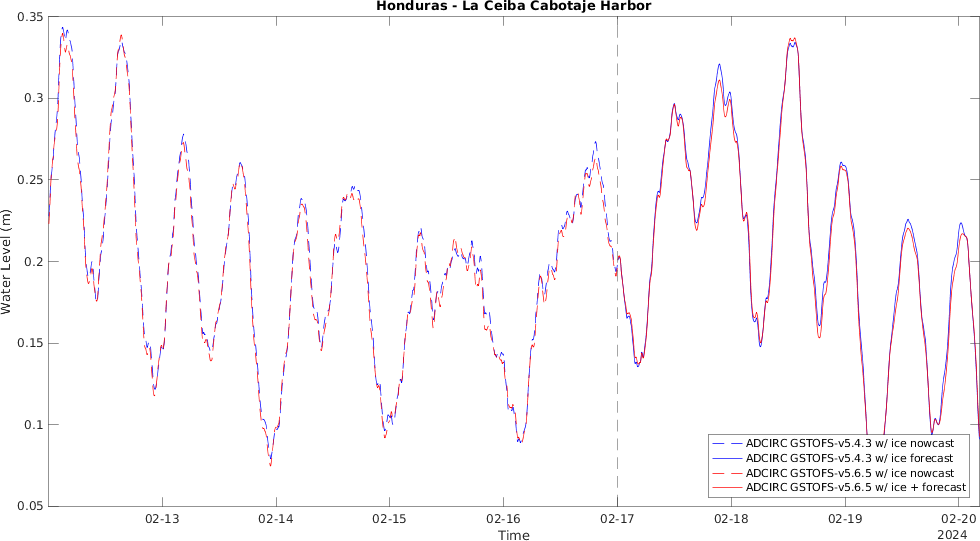 Honduras - La Ceiba Cabotaje Harbor
0.35
0.3
0.25
0.2
0.15
0.1
0.05
Water Level (m)
02-13 02-14 02-15 02-16 02-17 02-18 02-19 02-20
Time
2024
ADCIRC GSTOFS-v5.4.3 w/ ice nowcast
ADCIRC GSTOFS-v5.4.3 w/ ice forecast
ADCIRC GSTOFS-v5.6.5 w/ ice nowcast
ADCIRC GSTOFS-v5.6.5 w/ ice + forecast